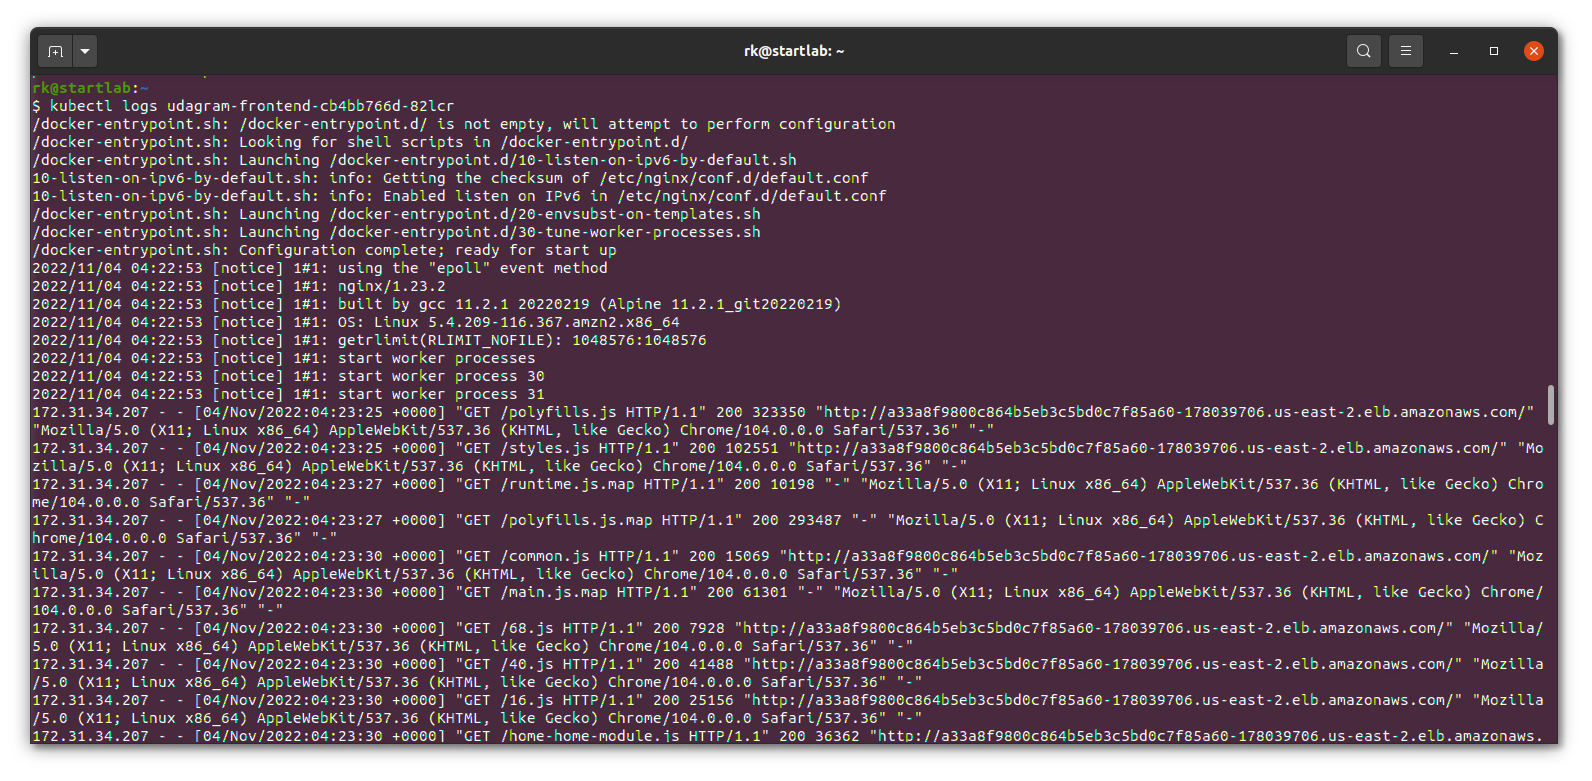 rk@startlab: ~
rk@startlab:~
$ kubectl logs udagram-frontend-cb4bb766d-82lcr
/docker-entrypoint.sh: /docker-entrypoint.d/ is not empty, will attempt to perform configuration
/docker-entrypoint.sh: Looking for shell scripts in /docker-entrypoint.d/
/docker-entrypoint.sh: Launching /docker-entrypoint.d/10-listen-on-ipv6-by-default.sh
10-listen-on-ipv6-by-default.sh: info: Getting the checksum of /etc/nginx/conf.d/default.conf
10-listen-on-ipv6-by-default.sh: info: Enabled listen on IPv6 in /etc/nginx/conf.d/default.conf
/docker-entrypoint.sh: Launching /docker-entrypoint.d/20-envsubst-on-templates.sh
/docker-entrypoint.sh: Launching /docker-entrypoint.d/30-tune-worker-processes.sh
/docker-entrypoint.sh: Configuration complete; ready for start up
2022/11/04 04:22:53 [notice] 1#1: using the "epoll" event method
2022/11/04 04:22:53 [notice] 1#1: nginx/1.23.2
2022/11/04 04:22:53 [notice] 1#1: built by gcc 11.2.1 20220219 (Alpine 11.2.1_git20220219)
2022/11/04 04:22:53 [notice] 1#1: OS: Linux 5.4.209-116.367.amzn2.x86_64
2022/11/04 04:22:53 [notice] 1#1: getrlimit(RLIMIT_NOFILE): 1048576:1048576
2022/11/04 04:22:53 [notice] 1#1: start worker processes
2022/11/04 04:22:53 [notice] 1#1: start worker process 30
2022/11/04 04:22:53 [notice] 1#1: start worker process 31
172.31.34.207 - - [04/Nov/2022:04:23:25 +0000] "GET /polyfills.js HTTP/1.1" 200 323350 "http://a33a8f9800c864b5eb3c5bd0c7f85a60-178039706.us-east-2.elb.amazonaws.com/"
"Mozilla/5.0 (X11; Linux x86_64) AppleWebKit/537.36 (KHTML, like Gecko) Chrome/104.0.0.0 Safari/537.36" "-"
172.31.34.207 - - [04/Nov/2022:04:23:25 +0000] "GET /styles.js HTTP/1.1" 200 102551 "http://a33a8f9800c864b5eb3c5bd0c7f85a60-178039706.us-east-2.elb.amazonaws.com/" "Mo
zilla/5.0 (X11; Linux x86_64) AppleWebKit/537.36 (KHTML, like Gecko) Chrome/104.0.0.0 Safari/537.36" "-"
172.31.34.207 - - [04/Nov/2022:04:23:27 +0000] "GET /runtime.js.map HTTP/1.1" 200 10198 "-" "Mozilla/5.0 (X11; Linux x86_64) AppleWebKit/537.36 (KHTML, like Gecko) Chro
me/104.0.0.0 Safari/537.36" "-"
172.31.34.207 - - [04/Nov/2022:04:23:27 +0000] "GET /polyfills.js.map HTTP/1.1" 200 293487 "-" "Mozilla/5.0 (X11; Linux x86_64) AppleWebKit/537.36 (KHTML, like Gecko) C
hrome/104.0.0.0 Safari/537.36" "-"
172.31.34.207 - - [04/Nov/2022:04:23:30 +0000] "GET /common.js HTTP/1.1" 200 15069 "http://a33a8f9800c864b5eb3c5bd0c7f85a60-178039706.us-east-2.elb.amazonaws.com/" "Moz
illa/5.0 (X11; Linux x86_64) AppleWebKit/537.36 (KHTML, like Gecko) Chrome/104.0.0.0 Safari/537.36" "-"
172.31.34.207 - - [04/Nov/2022:04:23:30 +0000] "GET /main.js.map HTTP/1.1" 200 61301 "-" "Mozilla/5.0 (X11; Linux x86_64) AppleWebKit/537.36 (KHTML, like Gecko) Chrome/
104.0.0.0 Safari/537.36" "-"
172.31.34.207 - - [04/Nov/2022:04:23:30 +0000] "GET /68.js HTTP/1.1" 200 7928 "http://a33a8f9800c864b5eb3c5bd0c7f85a60-178039706.us-east-2.elb.amazonaws.com/" "Mozilla/
5.0 (X11; Linux x86_64) AppleWebKit/537.36 (KHTML, like Gecko) Chrome/104.0.0.0 Safari/537.36" "-"
172.31.34.207 - - [04/Nov/2022:04:23:30 +0000] "GET /40.js HTTP/1.1" 200 41488 "http://a33a8f9800c864b5eb3c5bd0c7f85a60-178039706.us-east-2.elb.amazonaws.com/" "Mozilla
/5.0 (X11; Linux x86_64) AppleWebKit/537.36 (KHTML, like Gecko) Chrome/104.0.0.0 Safari/537.36" "-"
172.31.34.207 - - [04/Nov/2022:04:23:30 +0000] "GET /16.js HTTP/1.1" 200 25156 "http://a33a8f9800c864b5eb3c5bd0c7f85a60-178039706.us-east-2.elb.amazonaws.com/" "Mozilla
/5.0 (X11; Linux x86_64) AppleWebKit/537.36 (KHTML, like Gecko) Chrome/104.0.0.0 Safari/537.36" "-"
172.31.34.207 - - [04/Nov/2022:04:23:30 +0000] "GET /home-home-module.js HTTP/1.1" 200 36362 "http://a33a8f9800c864b5eb3c5bd0c7f85a60-178039706.us-east-2.elb.amazonaws.